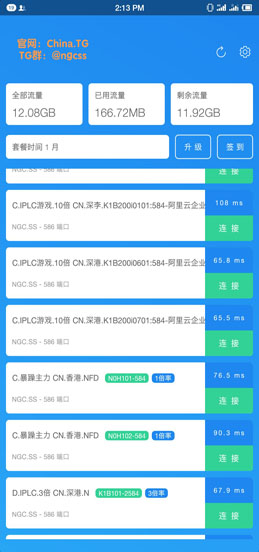 19
2:13 PM
官网：China.TG
TG群：@ngcss
全部流量
已用流量
剩余流量
12.08GB
166.72MB
11.92GB
套餐时间 1 月
升 级
签 到
NGC.SS - 586 端口
连 接
C.IPLC游戏.10倍 CN.深李.K1B200i0101:584-阿里云企业
108 ms
NGC.SS - 586 端口
连 接
C.IPLC游戏.10倍 CN.深港.K1B200i0601:584-阿里云企业
65.8 ms
NGC.SS - 586 端口
连 接
C.IPLC游戏.10倍 CN.深港.K1B200i0701:584-阿里云企业
65.5 ms
NGC.SS - 586 端口
连 接
C.暴躁主力 CN.香港.NFD N0H101-584 1倍率
76.5 ms
NGC.SS - 586 端口
连 接
C.暴躁主力 CN.香港.NFD N0H102-584 1倍率
90.3 ms
NGC.SS - 586 端口
连 接
D.IPLC.3倍 CN.深港.N K1B101-2584 3倍率
67.9 ms
NGC.SS - 586 端口
连 接